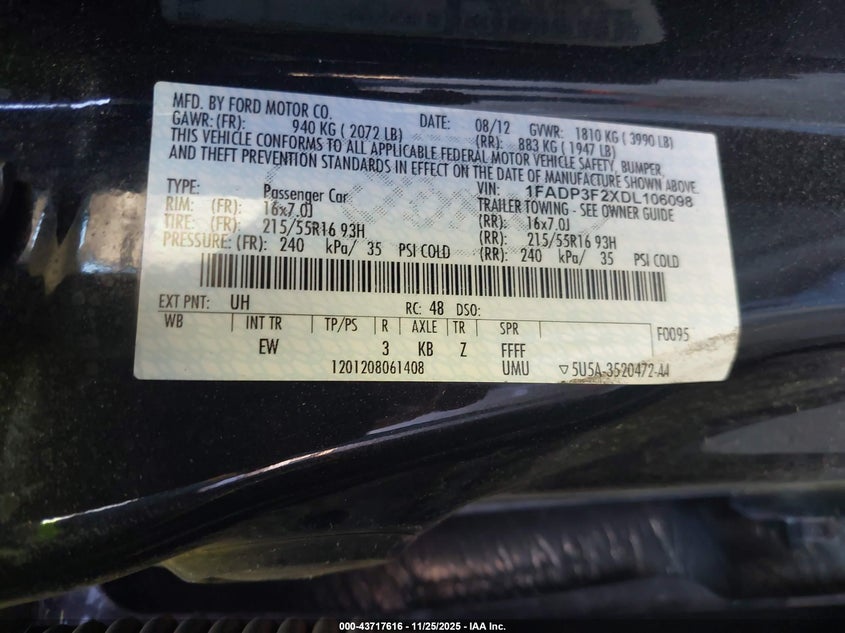 MFD. BY FORD MOTOR CO. DATE: 08/12 GVWR: 1810 KG ( 3990 LB)
GAWR: (FR): 940 KG ( 2072 LB) (RR): 883 KG ( 1947 LB)
THIS VEHICLE CONFORMS TO ALL APPLICABLE FEDERAL MOTOR VEHICLE SAFETY, BUMPER,
AND THEFT PREVENTION STANDARDS IN EFFECT ON THE DATE OF MANUFACTURE SHOWN ABOVE.
VIN: 1FADP3F2XDL106098
TYPE: Passenger Car TRAILER TOWING - SEE OWNER GUIDE
RIM: (FR): 16x7.0J (RR): 16x7.0J
TIRE: (FR): 215/55R16 93H (RR): 215/55R16 93H
PRESSURE: (FR): 240 kPa/ 35 PSI COLD (RR): 240 kPa/ 35 PSI COLD
EXT PNT: UH RC: 48 DSO:
WB INT TR TP/PS R AXLE TR SPR F0095
EW 3 KB Z FFFF
1201208061408 UMU ▽5U5A-3520472-AA
000-43717616 - 11/25/2025 - IAA Inc.